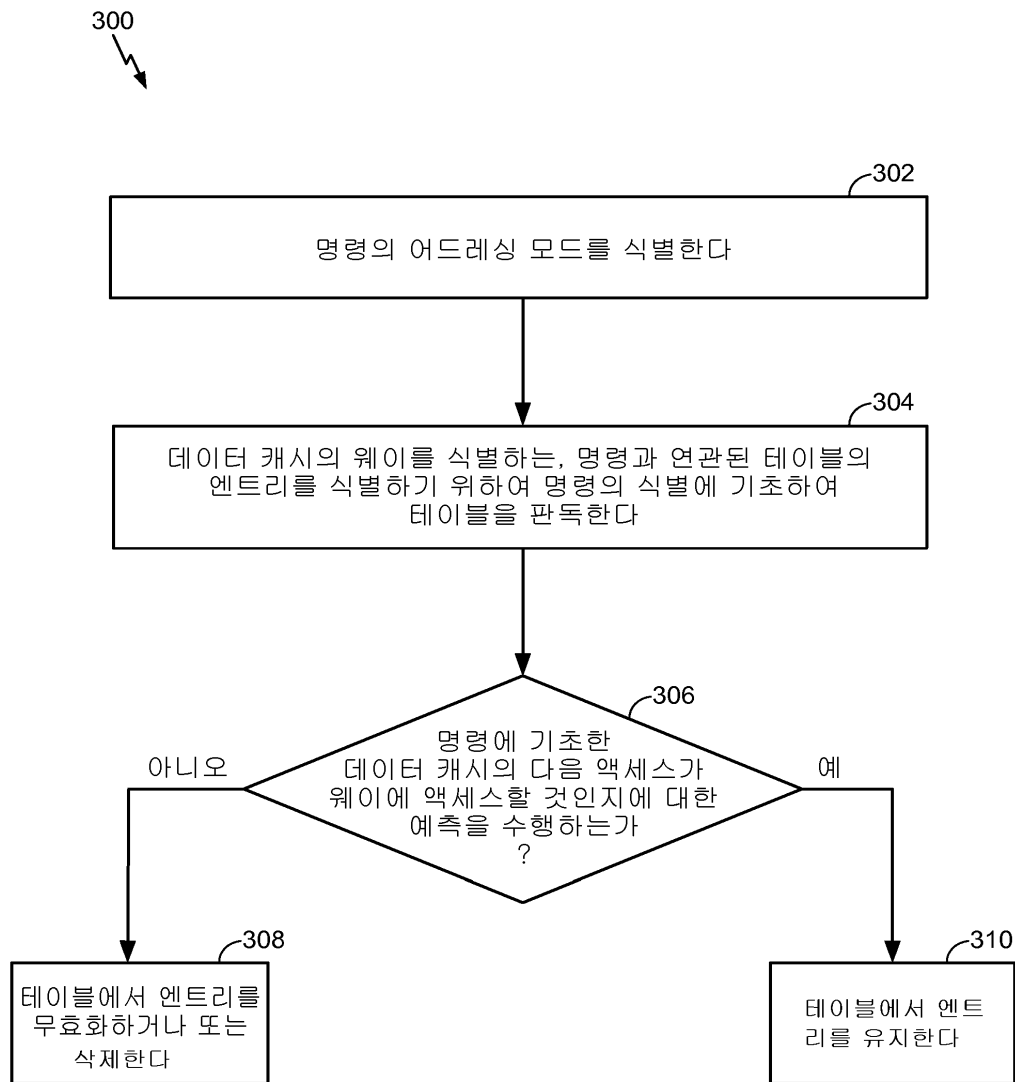 300
302
명령의 어드레싱 모드를 식별한다
304
데이터 캐시의 웨이를 식별하는, 명령과 연관된 테이블의
엔트리를 식별하기 위하여 명령의 식별에 기초하여
테이블을 판독한다
306
명령에 기초한
데이터 캐시의 다음 액세스가
웨이에 액세스할 것인지에 대한
예측을 수행하는가
?
아니오
예
308
테이블에서 엔트리를
무효화하거나 또는
삭제한다
310
테이블에서 엔트
리를 유지한다